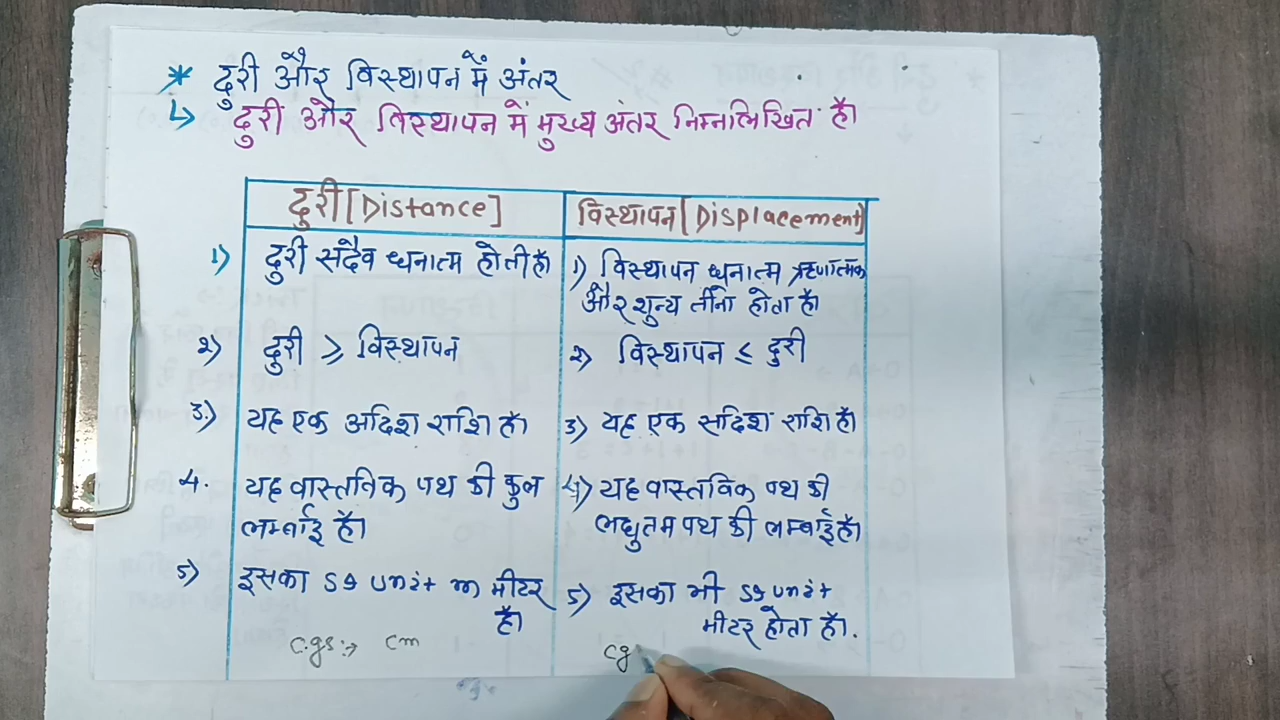 * दुरी और विस्थापन में अंतर
↳ दुरी और विस्थापन में मुख्य अंतर निम्नलिखित है।
दुरी [Distance]
विस्थापन [Displacement]
1) दुरी सदैव धनात्म होती है।
1) विस्थापन धनात्म ऋणात्मक
और शुन्य तीनो होता है।
2) दुरी ⩾ विस्थापन
2) विस्थापन ⩽ दुरी
3.) यह एक अदिश राशि है।
3) यह एक सदिश राशि है।
4. यह वास्तविक पथ की कुल
लम्बाई है।
4) यह वास्तविक पथ की
लघुतम पथ की लम्बाई है।
5) इसका SI unit m मीटर
है।
5) इसका भी SI unit
मीटर होता है.
c.gs:→ cm
cg